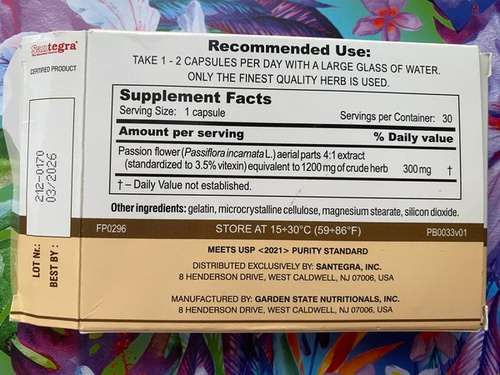 Santegra®
CERTIFIED PRODUCT
212-0170
03/2026
LOT Nr.:
BEST BY :
Recommended Use:
TAKE 1 - 2 CAPSULES PER DAY WITH A LARGE GLASS OF WATER.
ONLY THE FINEST QUALITY HERB IS USED.
Supplement Facts
Serving Size: 1 capsule Servings per Container: 30
Amount per serving % Daily value
Passion flower (Passiflora incarnata L.) aerial parts 4:1 extract
(standardized to 3.5% vitexin) equivalent to 1200 mg of crude herb 300 mg †
† – Daily Value not established.
Other ingredients: gelatin, microcrystalline cellulose, magnesium stearate, silicon dioxide.
FP0296 STORE AT 15÷30°C (59÷86°F) PB0033v01
MEETS USP <2021> PURITY STANDARD
DISTRIBUTED EXCLUSIVELY BY: SANTEGRA, INC.
8 HENDERSON DRIVE, WEST CALDWELL, NJ 07006, USA
MANUFACTURED BY: GARDEN STATE NUTRITIONALS, INC.
8 HENDERSON DRIVE, WEST CALDWELL, NJ 07006, USA